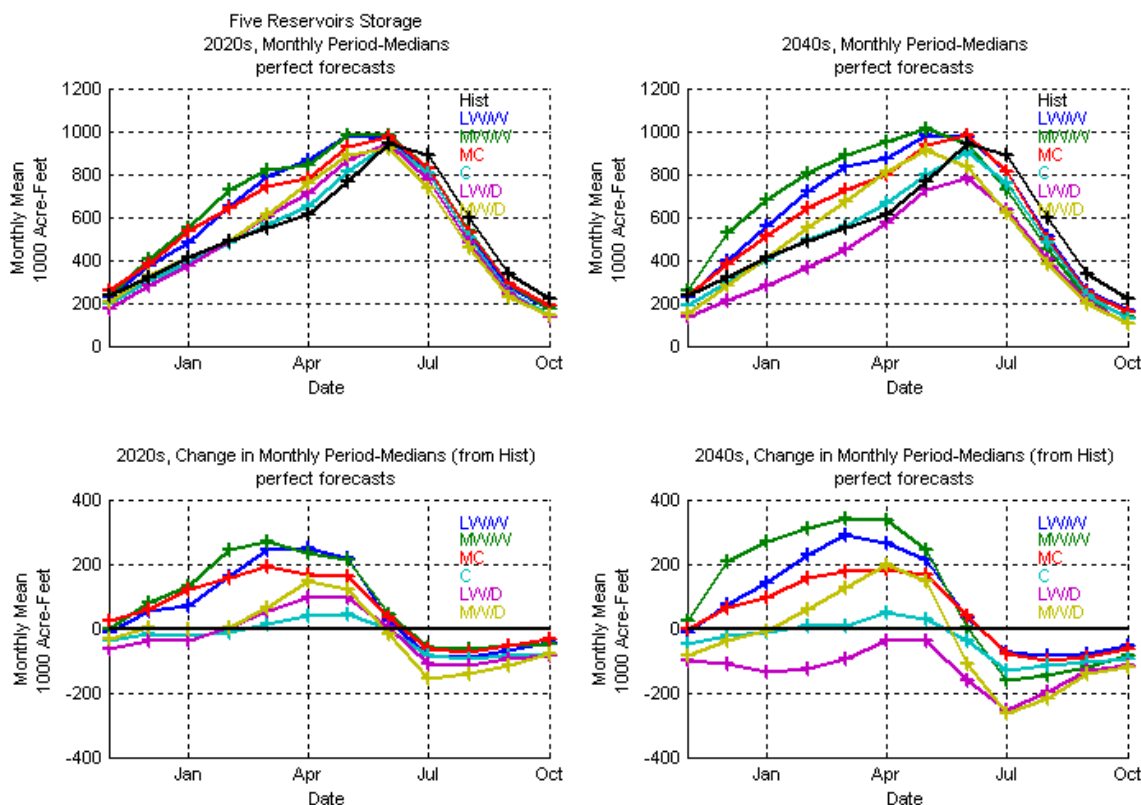 Five Reservoirs Storage
2020s, Monthly Period-Medians
perfect forecasts
1200
1000
800
600
400
200
0
Monthly Mean
1000 Acre-Feet
Hist
LW/W
MW/W
MC
C
LW/D
MW/D
Jan
Apr
Jul
Oct
Date
2040s, Monthly Period-Medians
perfect forecasts
1200
1000
800
600
400
200
0
Monthly Mean
1000 Acre-Feet
Hist
LW/W
MW/W
MC
C
LW/D
MW/D
Jan
Apr
Jul
Oct
Date
2020s, Change in Monthly Period-Medians (from Hist)
perfect forecasts
400
200
0
-200
-400
Monthly Mean
1000 Acre-Feet
LW/W
MW/W
MC
C
LW/D
MW/D
Jan
Apr
Jul
Oct
Date
2040s, Change in Monthly Period-Medians (from Hist)
perfect forecasts
400
200
0
-200
-400
Monthly Mean
1000 Acre-Feet
LW/W
MW/W
MC
C
LW/D
MW/D
Jan
Apr
Jul
Oct
Date